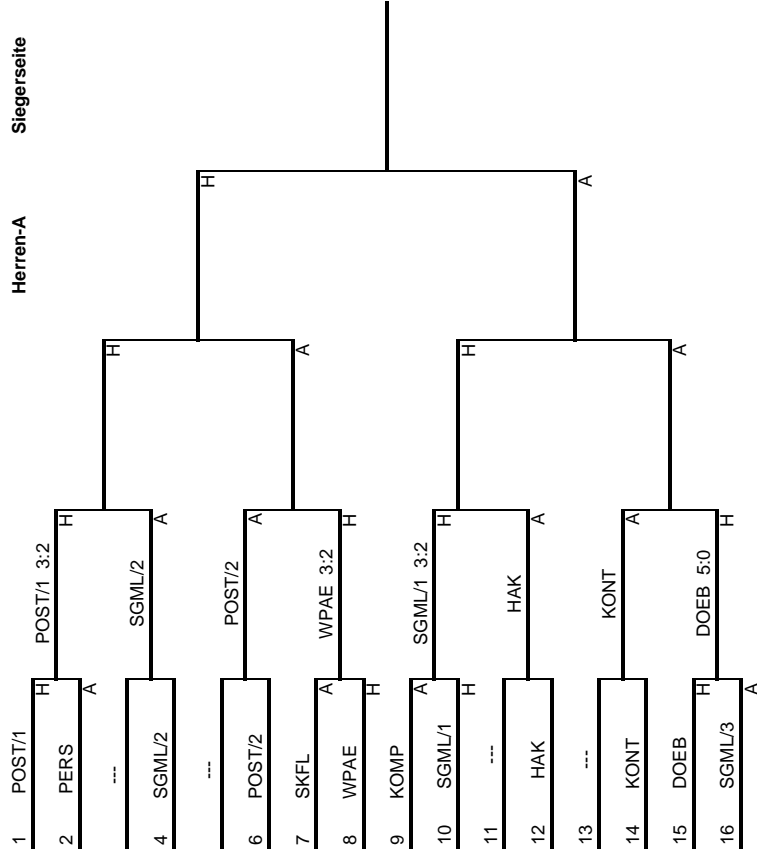 Herren-A Siegerseite
1 POST/1
H POST/1 3:2
2 PERS H
A
--- H
SGML/2
4 SGML/2 A
--- H
POST/2
6 POST/2 A
7 SKFL A
A WPAE 3:2
8 WPAE H
H
9 KOMP
A SGML/1 3:2
10 SGML/1 H
H H
11 ---
HAK
12 HAK A
13 --- A
KONT
14 KONT A
15 DOEB A
H DOEB 5:0
16 SGML/3 H
A